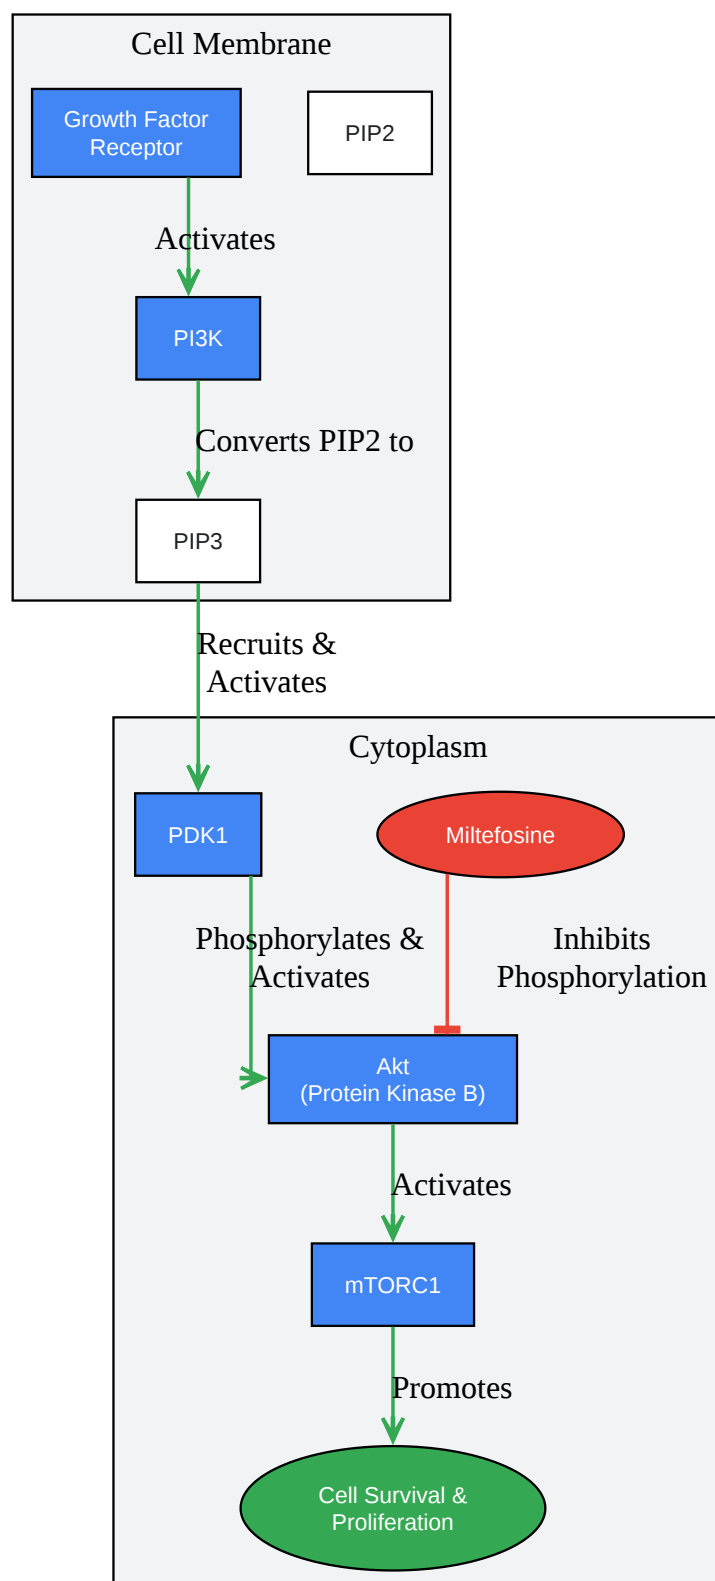 Cell Membrane
Growth Factor
Receptor
PIP2
Activates
PI3K
Converts PIP2 to
PIP3
Recruits &
Activates
Cytoplasm
PDK1
Miltefosine
Phosphorylates &
Activates
Inhibits
Phosphorylation
Akt
(Protein Kinase B)
Activates
mTORC1
Promotes
Cell Survival &
Proliferation